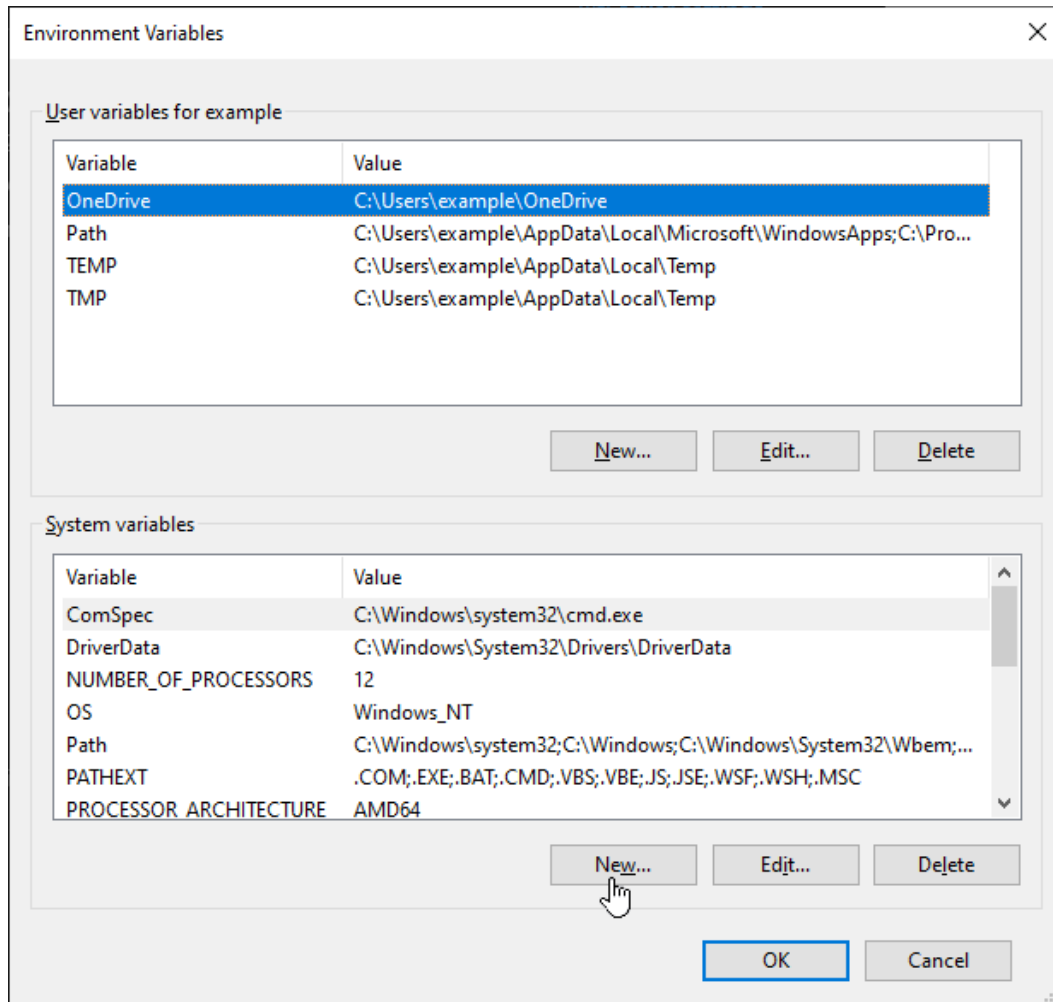 Environment Variables
User variables for example
Variable Value
OneDrive C:\Users\example\OneDrive
Path C:\Users\example\AppData\Local\Microsoft\WindowsApps;C:\Pro...
TEMP C:\Users\example\AppData\Local\Temp
TMP C:\Users\example\AppData\Local\Temp
New... Edit... Delete
System variables
Variable Value
ComSpec C:\Windows\system32\cmd.exe
DriverData C:\Windows\System32\Drivers\DriverData
NUMBER_OF_PROCESSORS 12
OS Windows_NT
Path C:\Windows\system32;C:\Windows;C:\Windows\System32\Wbem;...
PATHEXT .COM;.EXE;.BAT;.CMD;.VBS;.VBE;.JS;.JSE;.WSF;.WSH;.MSC
PROCESSOR_ARCHITECTURE AMD64
New... Edit... Delete
OK Cancel